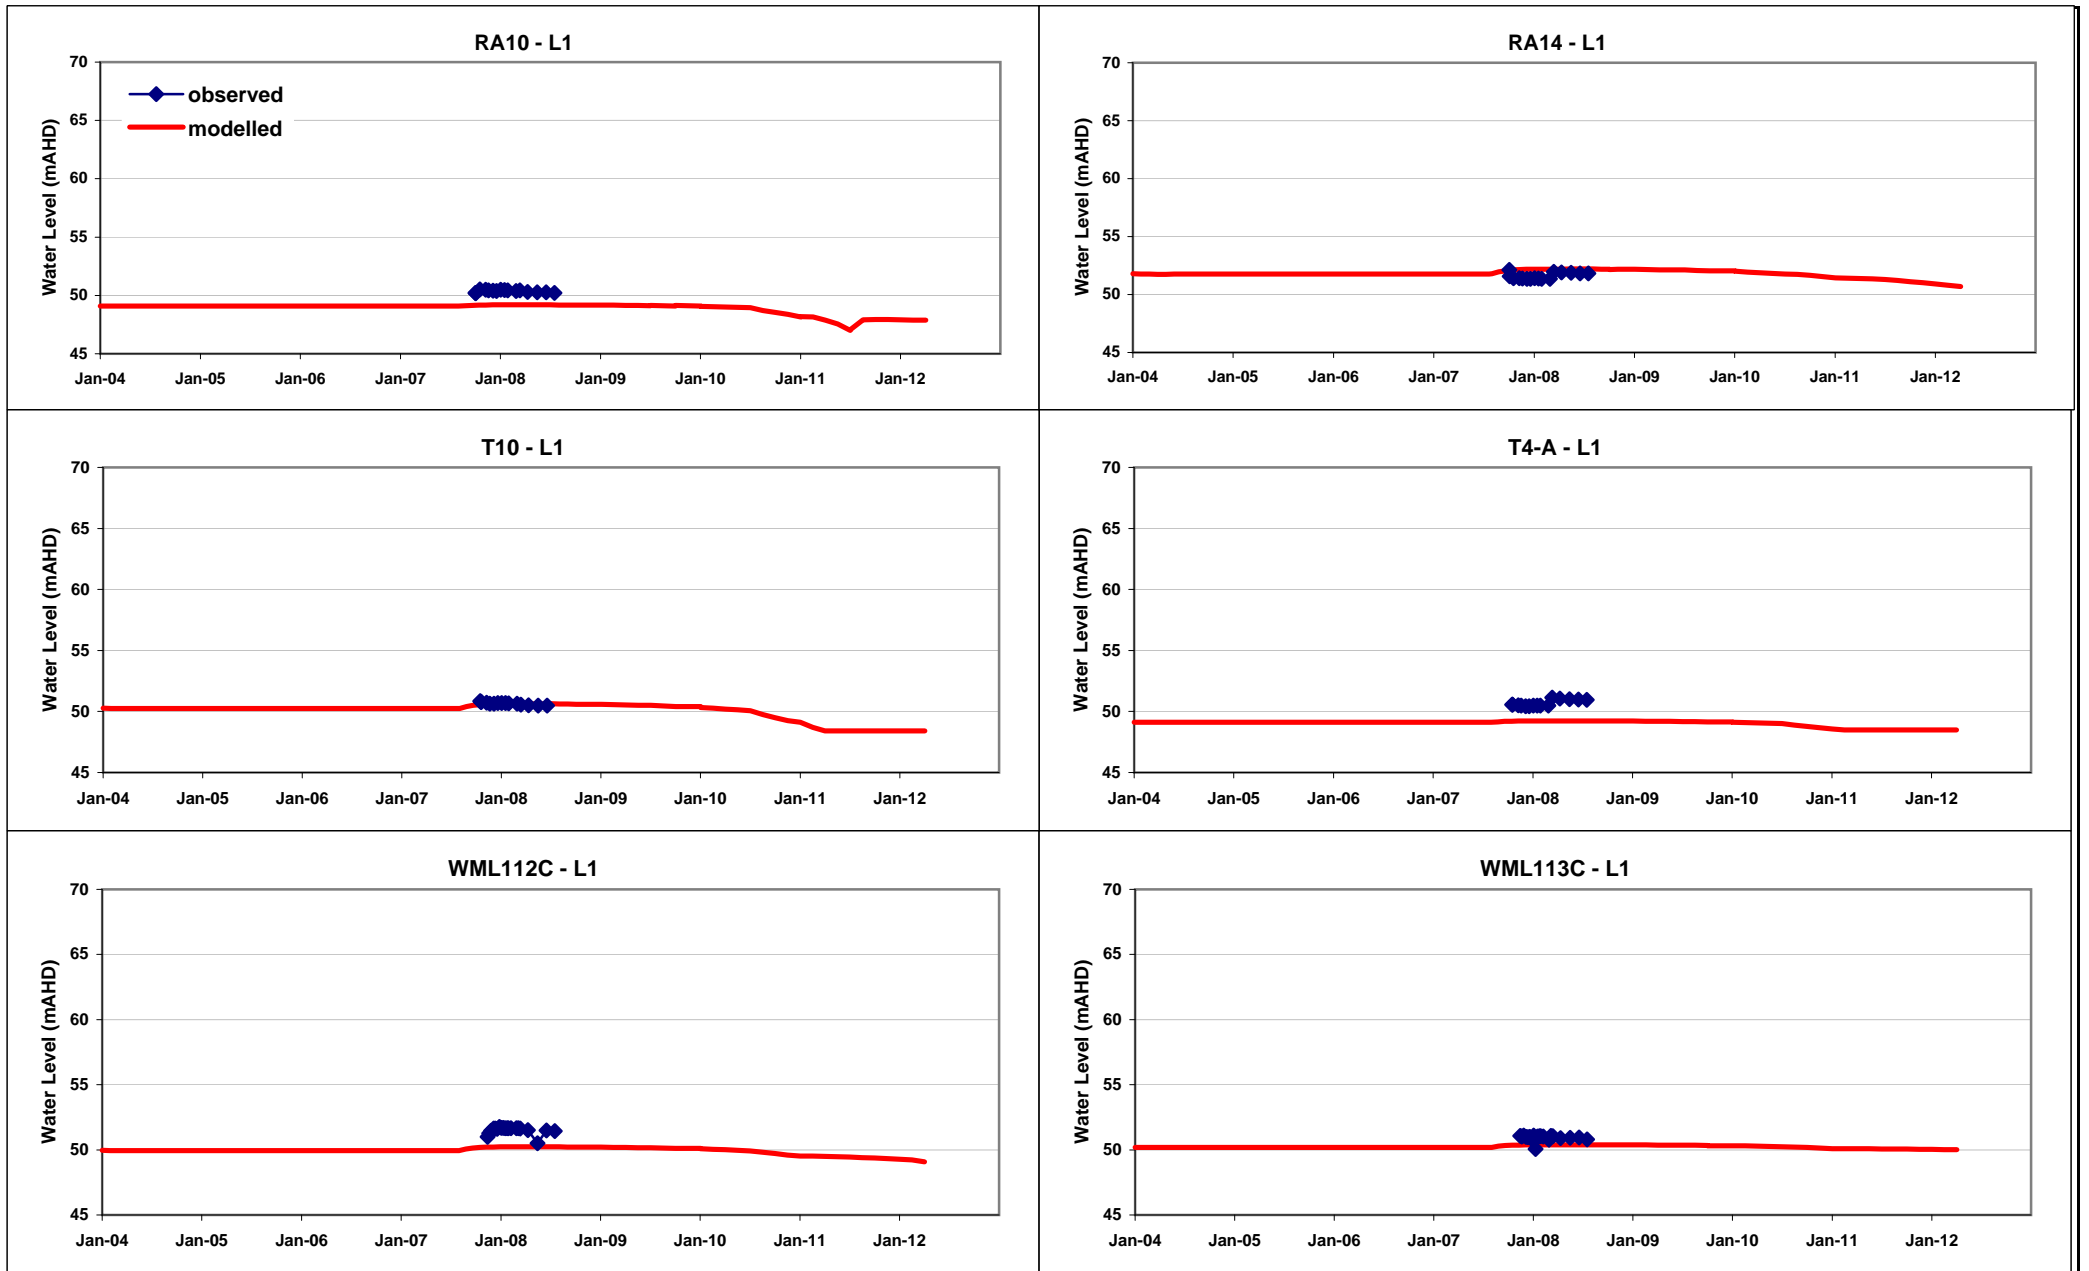 RA10 - L1
70
65
60
55
50
45
Water Level (mAHD)
observed
modelled
Jan-04 Jan-05 Jan-06 Jan-07 Jan-08 Jan-09 Jan-10 Jan-11 Jan-12
RA14 - L1
70
65
60
55
50
45
Water Level (mAHD)
Jan-04 Jan-05 Jan-06 Jan-07 Jan-08 Jan-09 Jan-10 Jan-11 Jan-12
T10 - L1
70
65
60
55
50
45
Water Level (mAHD)
Jan-04 Jan-05 Jan-06 Jan-07 Jan-08 Jan-09 Jan-10 Jan-11 Jan-12
T4-A - L1
70
65
60
55
50
45
Water Level (mAHD)
Jan-04 Jan-05 Jan-06 Jan-07 Jan-08 Jan-09 Jan-10 Jan-11 Jan-12
WML112C - L1
70
65
60
55
50
45
Water Level (mAHD)
Jan-04 Jan-05 Jan-06 Jan-07 Jan-08 Jan-09 Jan-10 Jan-11 Jan-12
WML113C - L1
70
65
60
55
50
45
Water Level (mAHD)
Jan-04 Jan-05 Jan-06 Jan-07 Jan-08 Jan-09 Jan-10 Jan-11 Jan-12